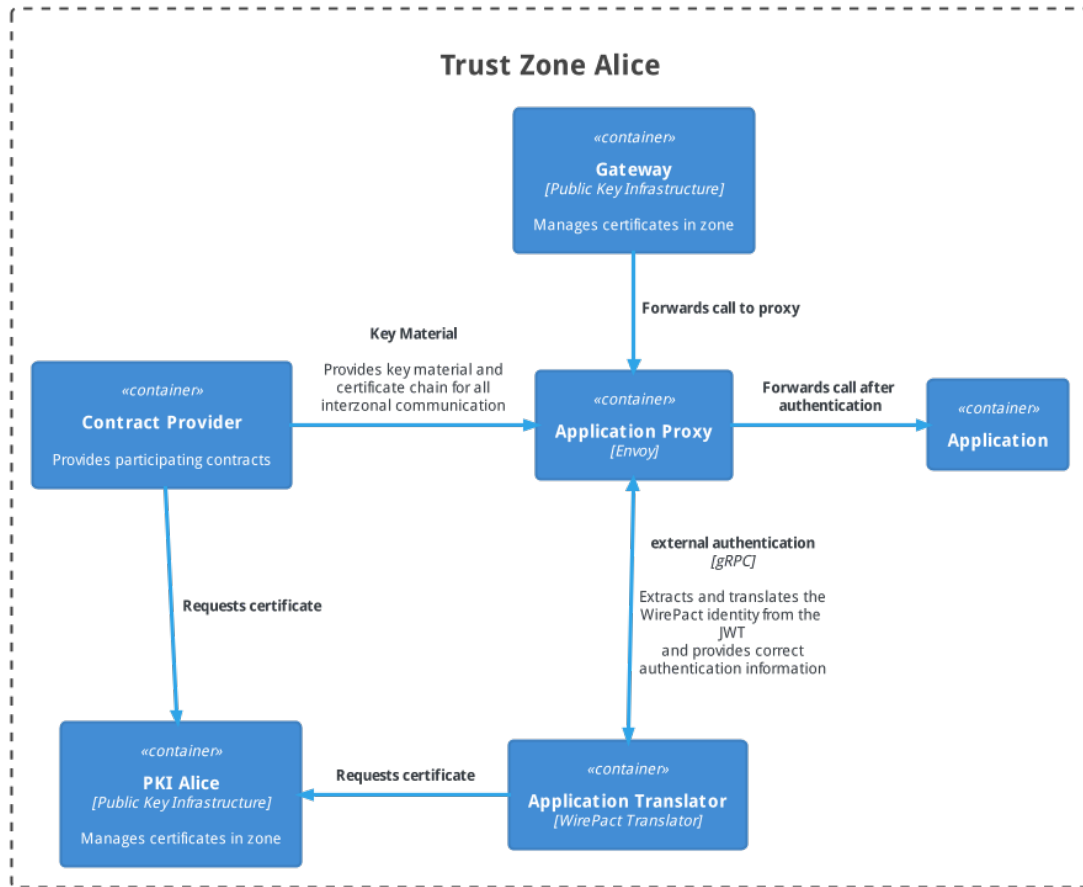 Trust Zone Alice
«container»
Gateway
[Public Key Infrastructure]
Manages certificates in zone
Forwards call to proxy
Key Material
Provides key material and
certificate chain for all
interzonal communication
«container»
Contract Provider
Provides participating contracts
«container»
Application Proxy
[Envoy]
Forwards call after
authentication
«container»
Application
external authentication
[gRPC]
Extracts and translates the
WirePact identity from the
JWT
and provides correct
authentication information
Requests certificate
«container»
PKI Alice
[Public Key Infrastructure]
Manages certificates in zone
Requests certificate
«container»
Application Translator
[WirePact Translator]